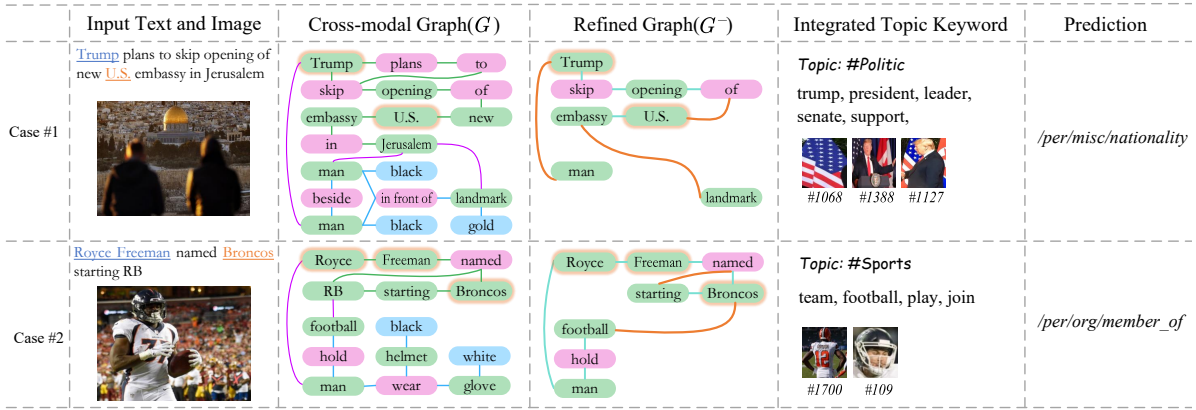 Input Text and Image
Cross-modal Graph(G)
Refined Graph(G⁻)
Integrated Topic Keyword
Prediction
Case #1
Trump plans to skip opening of
new U.S. embassy in Jerusalem
Trump plans to
skip opening of
embassy U.S. new
in Jerusalem
man black
beside in front of landmark
man black gold
Trump
skip opening of
embassy U.S.
man
landmark
Topic: #Politic
trump, president, leader,
senate, support,
#1068 #1388 #1127
/per/misc/nationality
Case #2
Royce Freeman named Broncos
starting RB
Royce Freeman named
RB starting Broncos
football black
hold helmet white
man wear glove
Royce Freeman named
starting Broncos
football
hold
man
Topic: #Sports
team, football, play, join
12
#1700 #109
/per/org/member_of